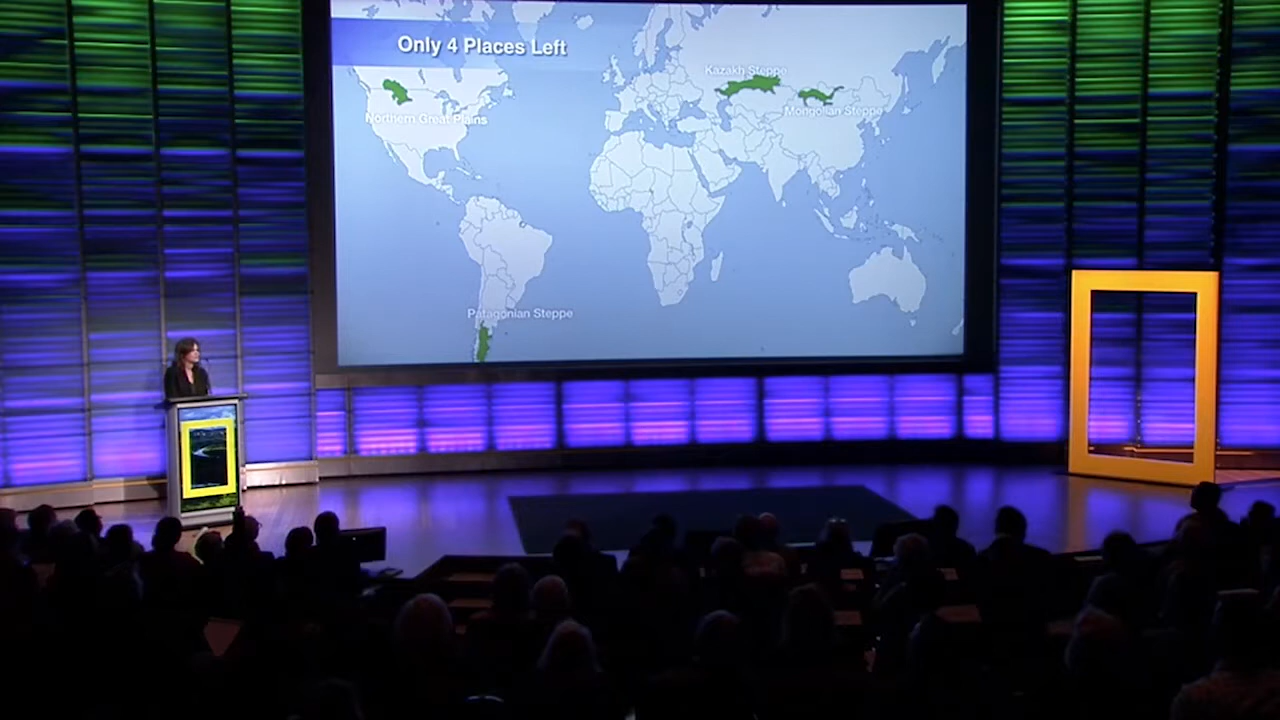 Only 4 Places Left
Kazakh Steppe
Mongolian Steppe
Northern Great Plains
Patagonian Steppe